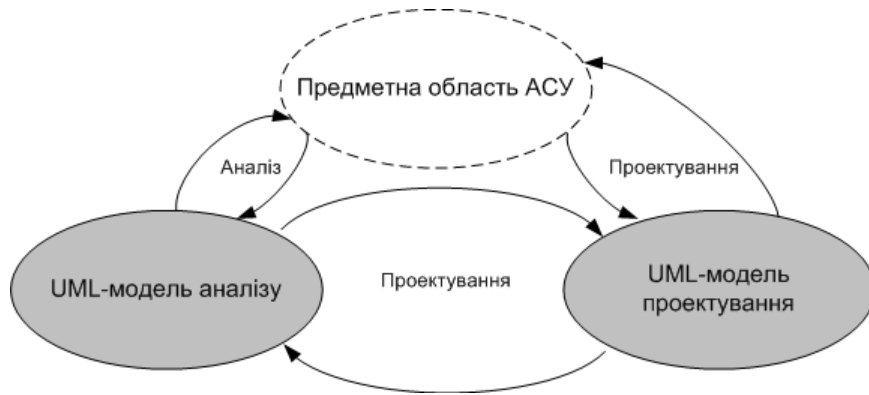 Предметна область АСУ
Аналіз
Проектування
UML-модель аналізу
Проектування
UML-модель
проектування